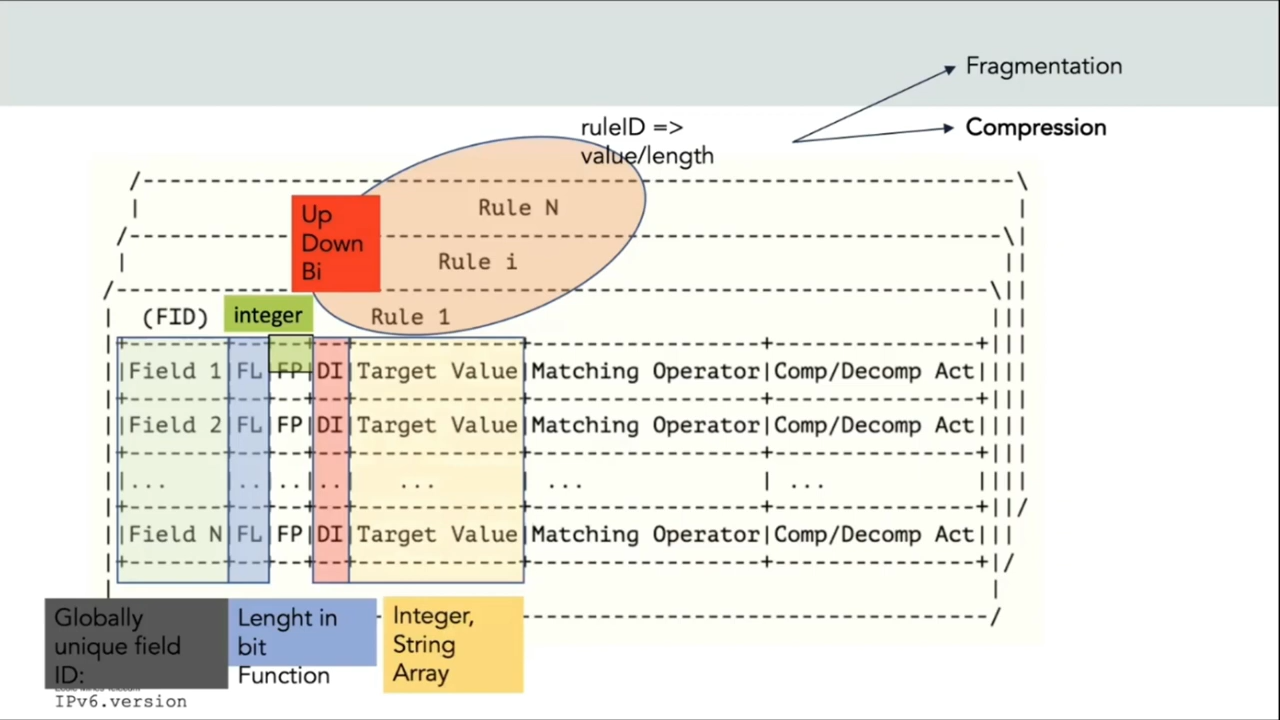 Fragmentation
ruleID =>
value/length
Compression
Rule N
Up
Down
Bi
Rule i
(FID)
integer
Rule 1
|Field 1|FL|FP|DI|Target Value|Matching Operator|Comp/Decomp Act|
|Field 2|FL|FP|DI|Target Value|Matching Operator|Comp/Decomp Act|
|...|..|..|..|...|...|...
|Field N|FL|FP|DI|Target Value|Matching Operator|Comp/Decomp Act|
Globally
unique field
ID:
IPv6.version
Lenght in
bit
Function
Integer,
String
Array